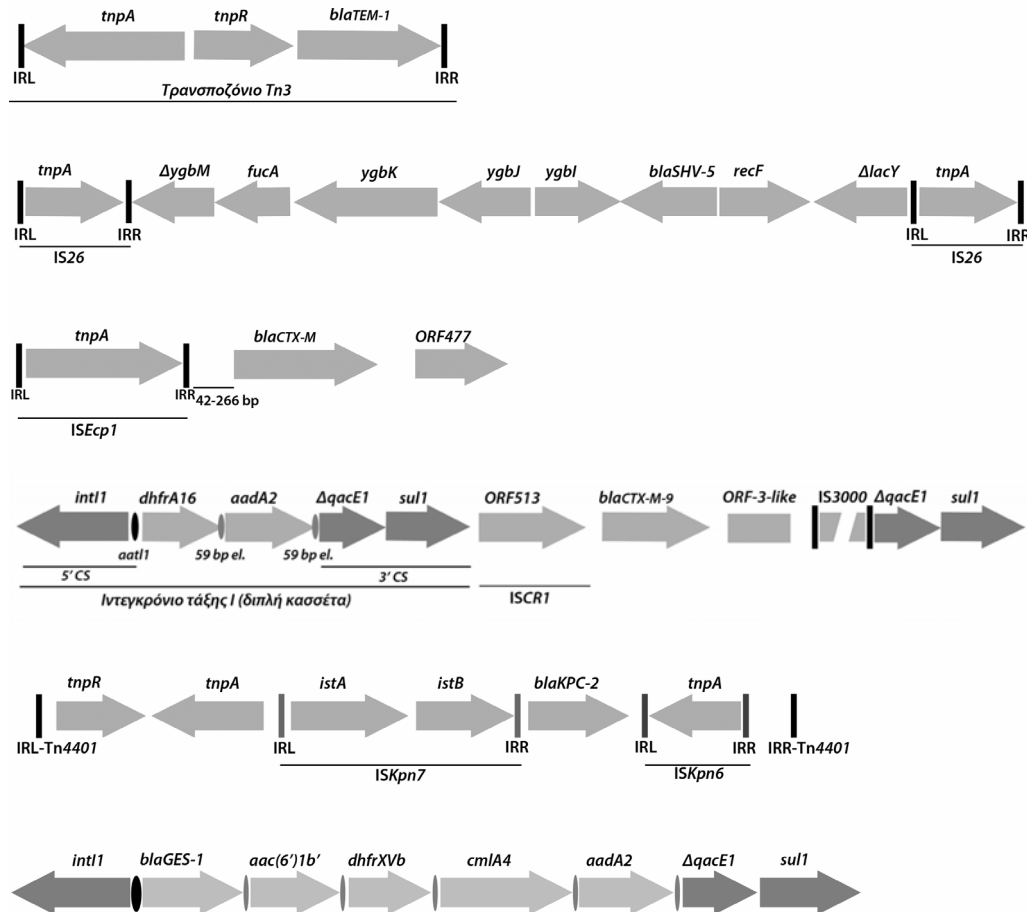 tnpA tnpR blaTEM-1
IRL IRR
Τρανσποζόνιο Tn3
tnpA ΔygbM fucA ygbK ygbJ ygbI blaSHV-5 recF ΔlacY tnpA
IRL IRR IRL IRR
IS26 IS26
tnpA blaCTX-M ORF477
IRL IRR 42-266 bp
ISEcp1
intI1 dhfrA16 aadA2 ΔqacE1 sul1 ORF513 blaCTX-M-9 ORF-3-like IS3000 ΔqacE1 sul1
aatI1 59 bp el. 59 bp el.
5' CS 3' CS
Ιντεγκρόνιο τάξης Ι (διπλή κασσέτα) ISCR1
tnpR tnpA istA istB blaKPC-2 tnpA
IRL-Tn4401 IRL IRR IRL IRR IRR-Tn4401
ISKpn7 ISKpn6
intI1 blaGES-1 aac(6')1b' dhfrXVb cmlA4 aadA2 ΔqacE1 sul1